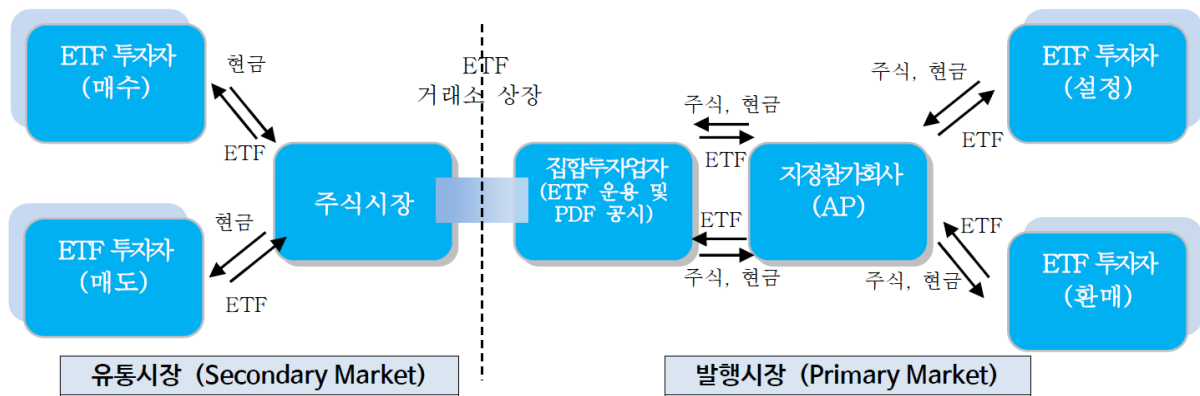 ETF 투자자
(매수)
현금
ETF
ETF
거래소 상장
주식, 현금
ETF
주식, 현금
ETF
ETF 투자자
(설정)
주식시장
집합투자업자
(ETF 운용 및
PDF 공시)
지정참가회사
(AP)
ETF 투자자
(매도)
현금
ETF
ETF
주식, 현금
ETF
주식, 현금
ETF 투자자
(환매)
유통시장 (Secondary Market)
발행시장 (Primary Market)